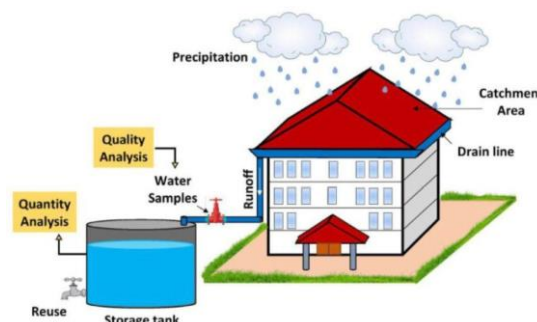 Precipitation
Catchmen
Area
Drain line
Quality
Analysis
Water
Samples
Runoff
Quantity
Analysis
Reuse
Storage tank